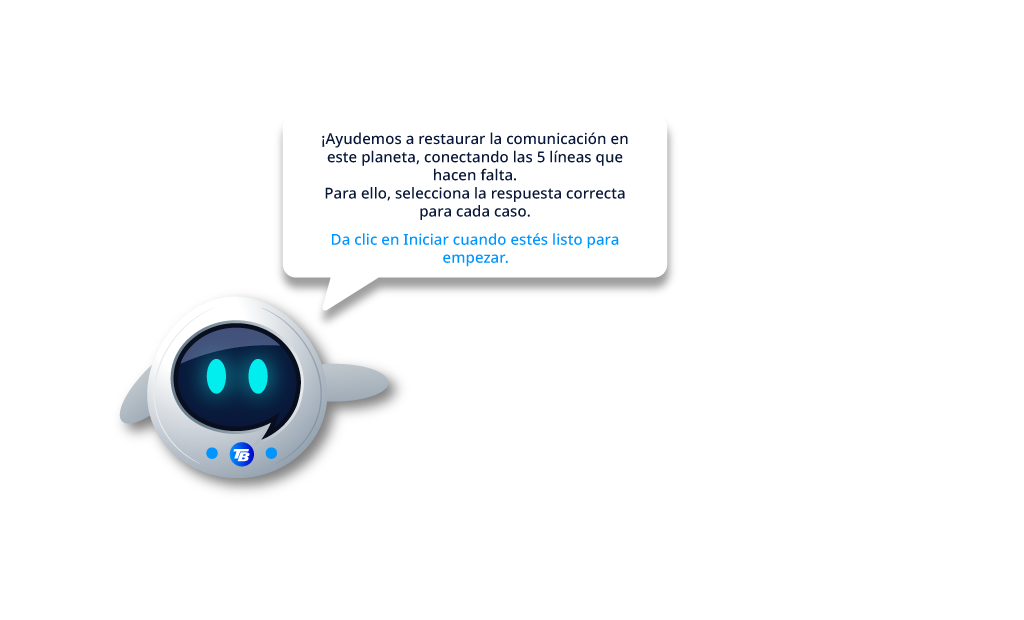 ¡Ayudemos a restaurar la comunicación en
este planeta, conectando las 5 líneas que
hacen falta.
Para ello, selecciona la respuesta correcta
para cada caso.
Da clic en Iniciar cuando estés listo para
empezar.
TB